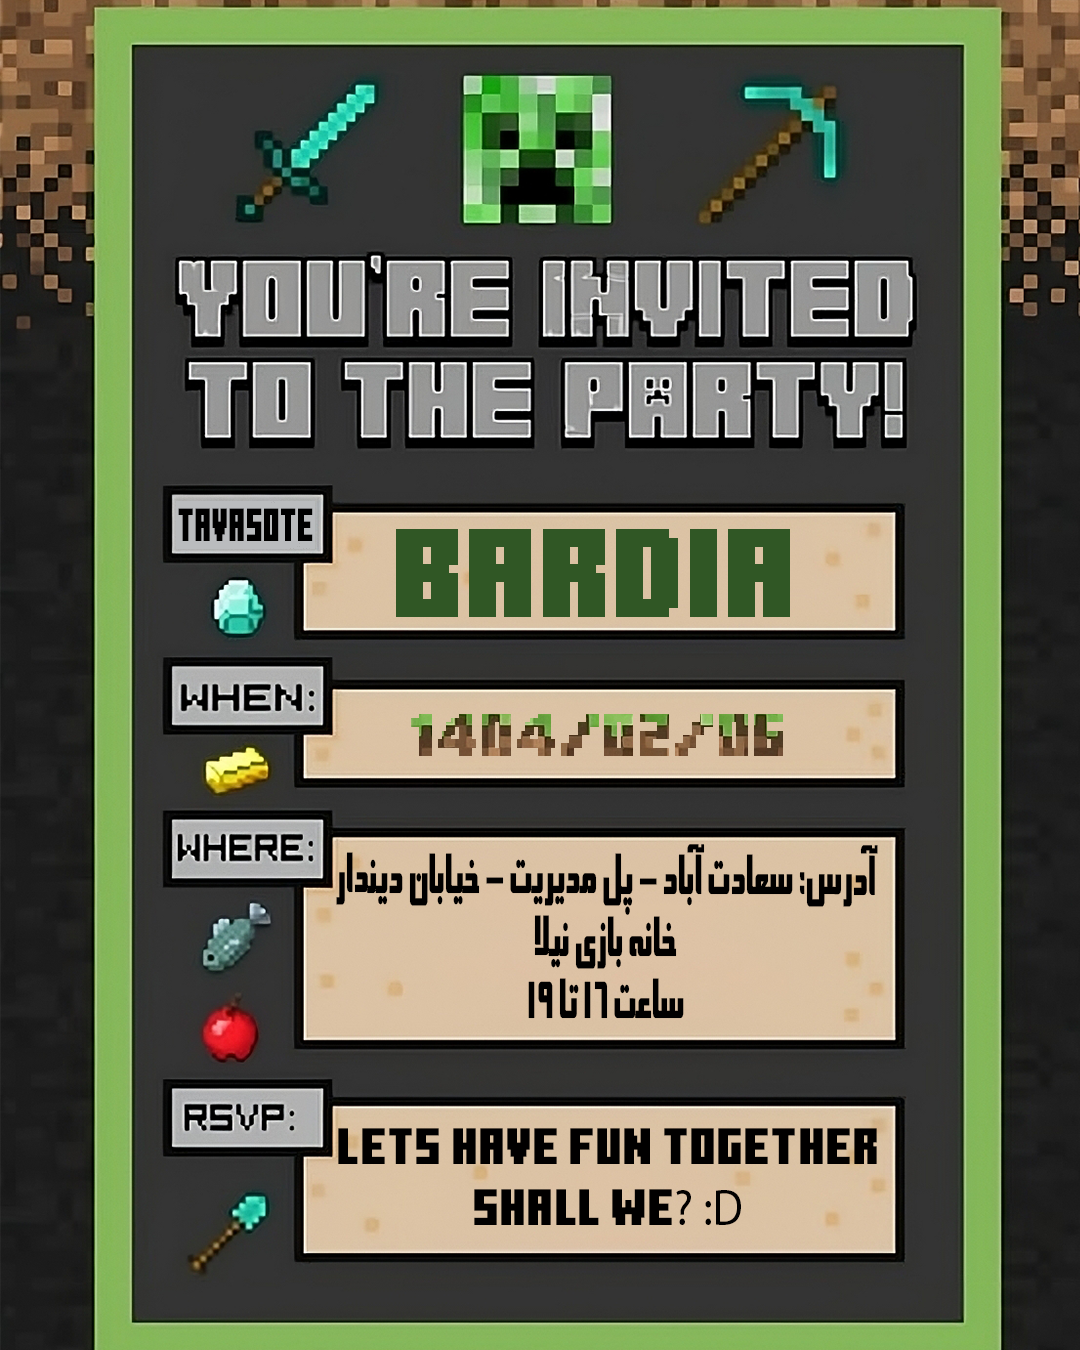 YOU'RE INVITED
TO THE PARTY!
TAVASOTE
BARDIA
WHEN:
1404/02/06
WHERE:
آدرس: سعادت آباد - پل مدیریت - خیابان دیندار
خانه بازی نیلا
ساعت ۱۶ تا ۱۹
RSVP:
LETS HAVE FUN TOGETHER
SHALL WE? :D